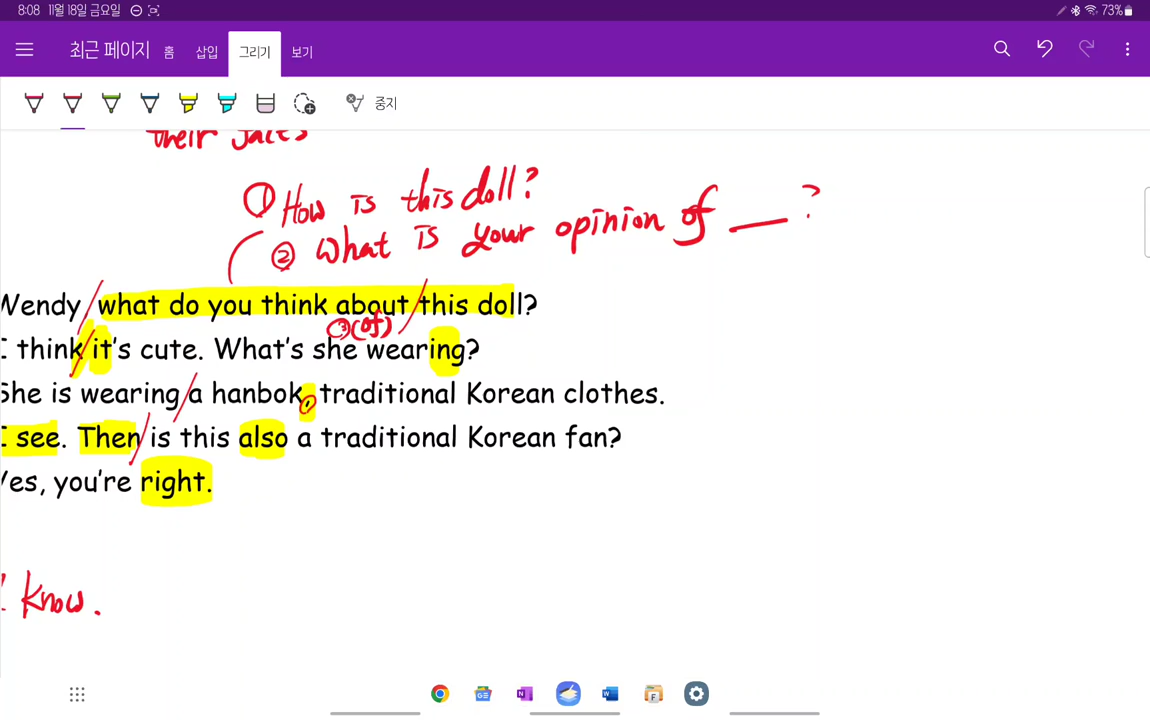 8:08 11월 18일 금요일 73%
최근 페이지 홈 삽입 그리기 보기
중지
their faces
① How is this doll?
② What is your opinion of __ ?
Wendy / what do you think about / this doll?
③ (of)
I think / it's cute. What's she wearing?
She is wearing / a hanbok, traditional Korean clothes.
I see. Then / is this also a traditional Korean fan?
Yes, you're right.
I know.